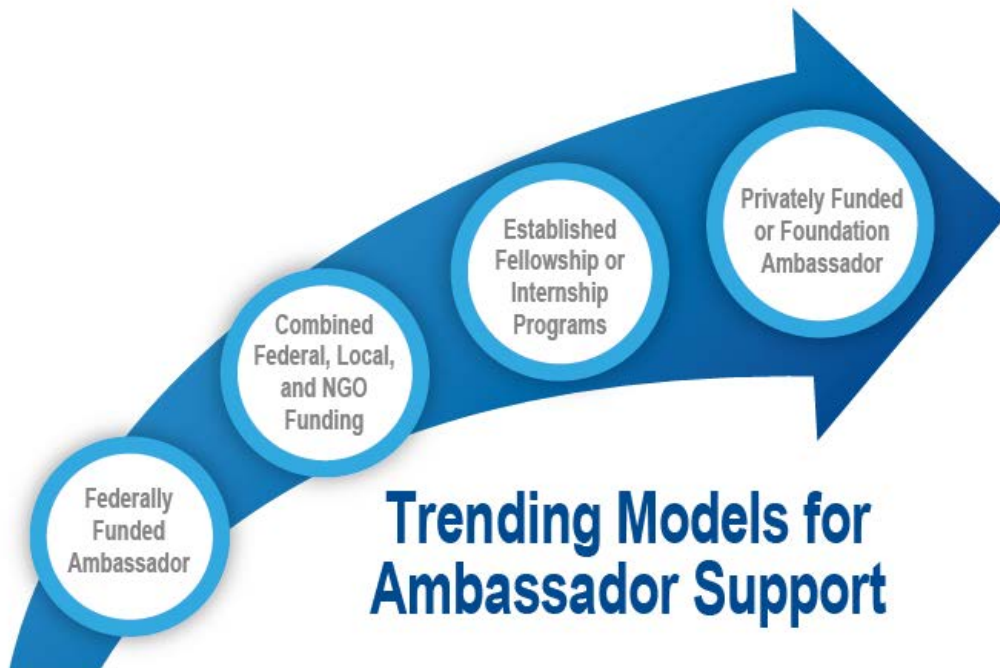 Federally
Funded
Ambassador
Combined
Federal, Local,
and NGO
Funding
Established
Fellowship or
Internship
Programs
Privately Funded
or Foundation
Ambassador
Trending Models for
Ambassador Support